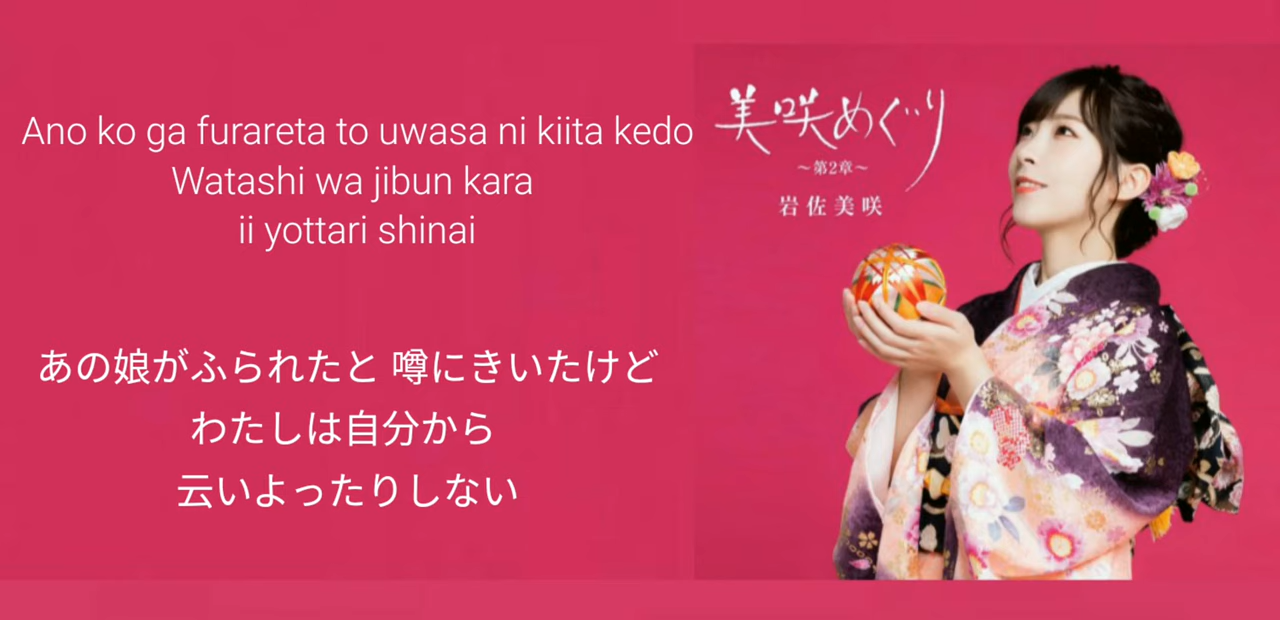 Ano ko ga furareta to uwasa ni kiita kedo
Watashi wa jibun kara
ii yottari shinai
あの娘がふられたと 噂にきいたけど
わたしは自分から
云いよったりしない
美咲めぐり
～第2章～
岩佐美咲